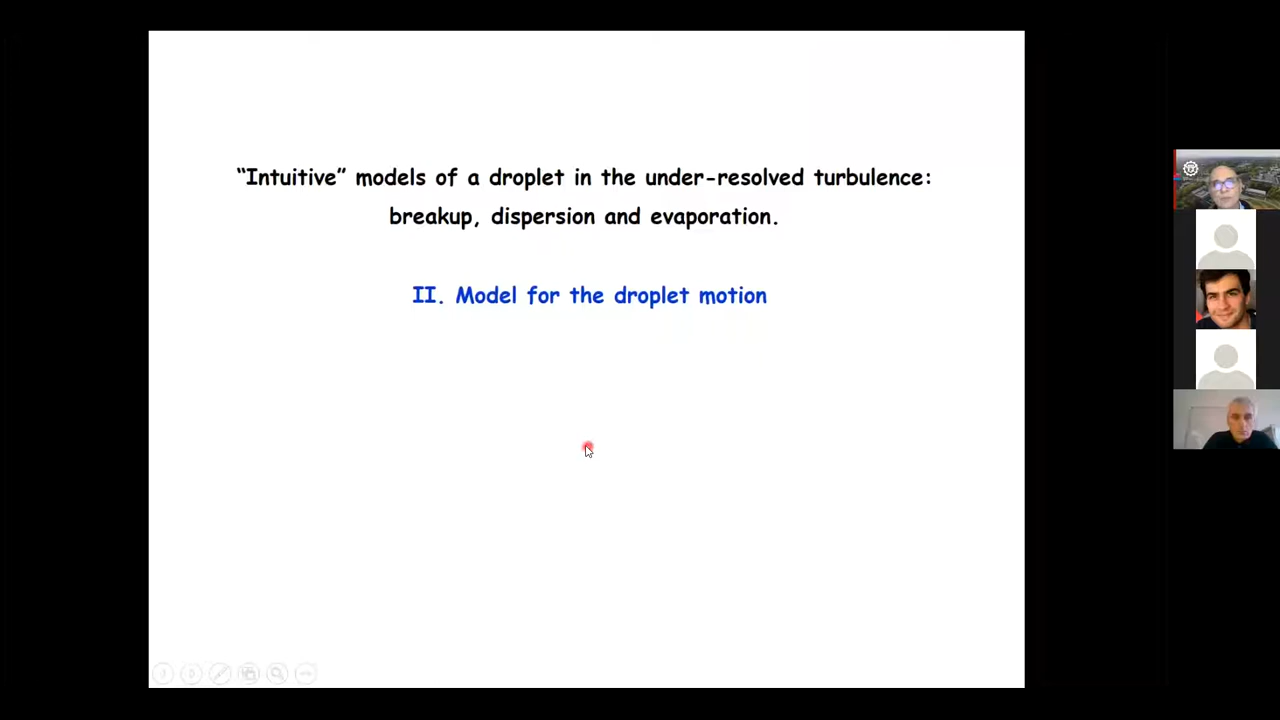 “Intuitive” models of a droplet in the under-resolved turbulence:
breakup, dispersion and evaporation.
II. Model for the droplet motion